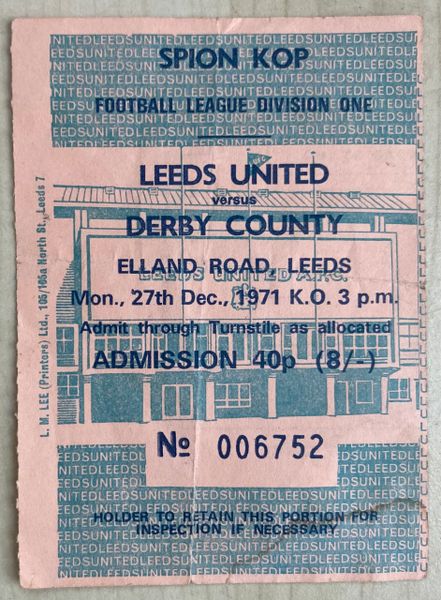 SPION KOP
FOOTBALL LEAGUE DIVISION ONE
LEEDS UNITED
versus
DERBY COUNTY
ELLAND ROAD, LEEDS
LEEDS UNITED A.F.C.
Mon., 27th Dec., 1971 K.O. 3 p.m.
Admit through Turnstile as allocated
ADMISSION 40p (8/-)
No 006752
HOLDER TO RETAIN THIS PORTION FOR
INSPECTION IF NECESSARY
L. M. LEE (Printers) Ltd., 105/165a North St., Leeds 7